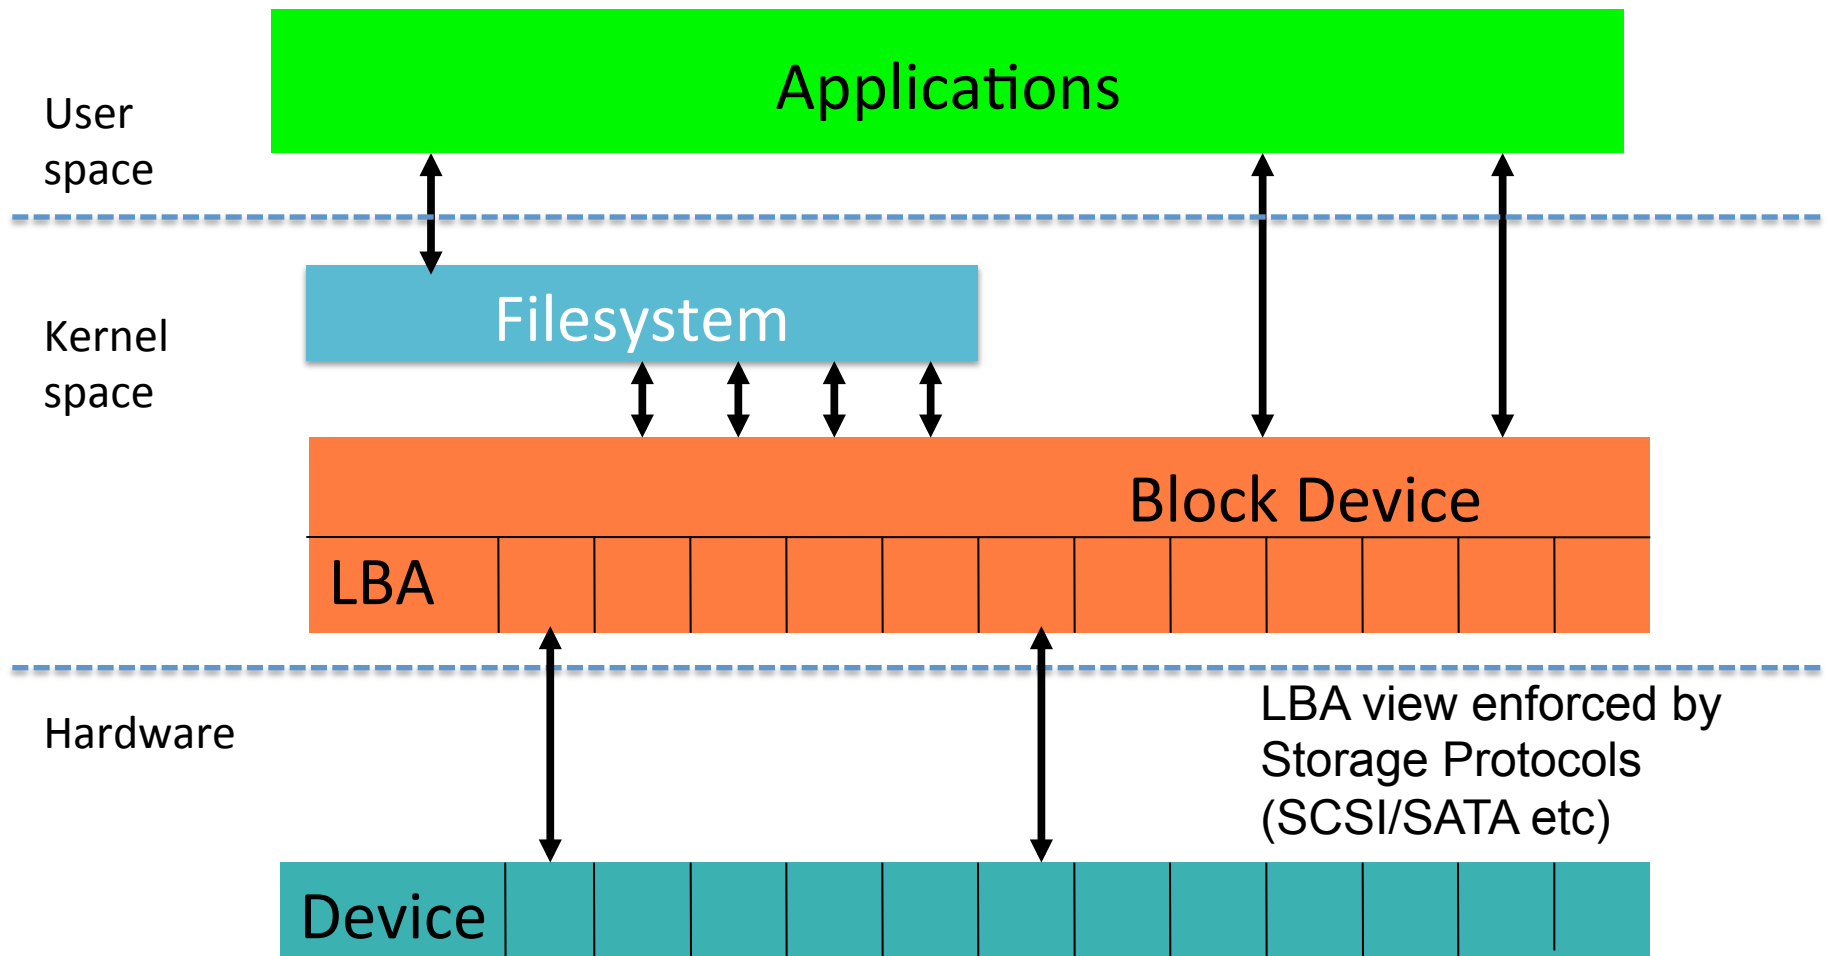 Applications
User
space
Filesystem
Kernel
space
Block Device
LBA
Hardware
LBA view enforced by
Storage Protocols
(SCSI/SATA etc)
Device